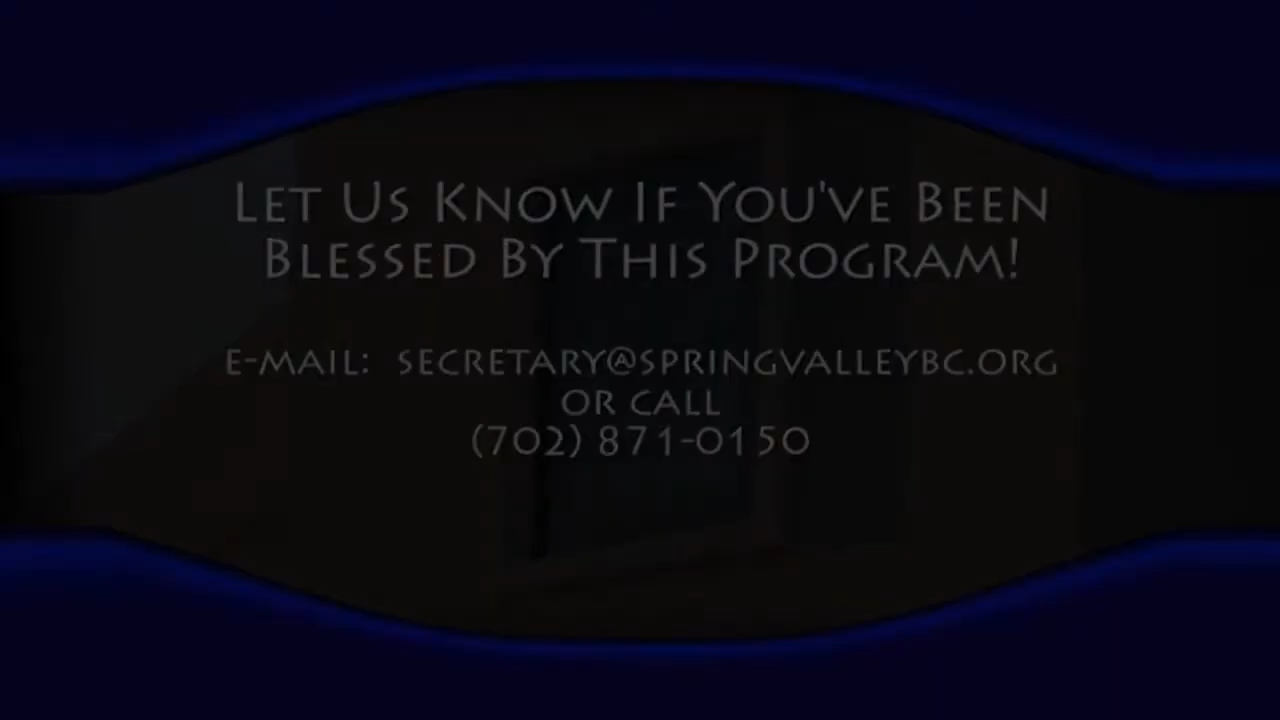 Let Us Know If You've Been
Blessed By This Program!
e-mail: secretary@springvalleybc.org
or call
(702) 871-0150